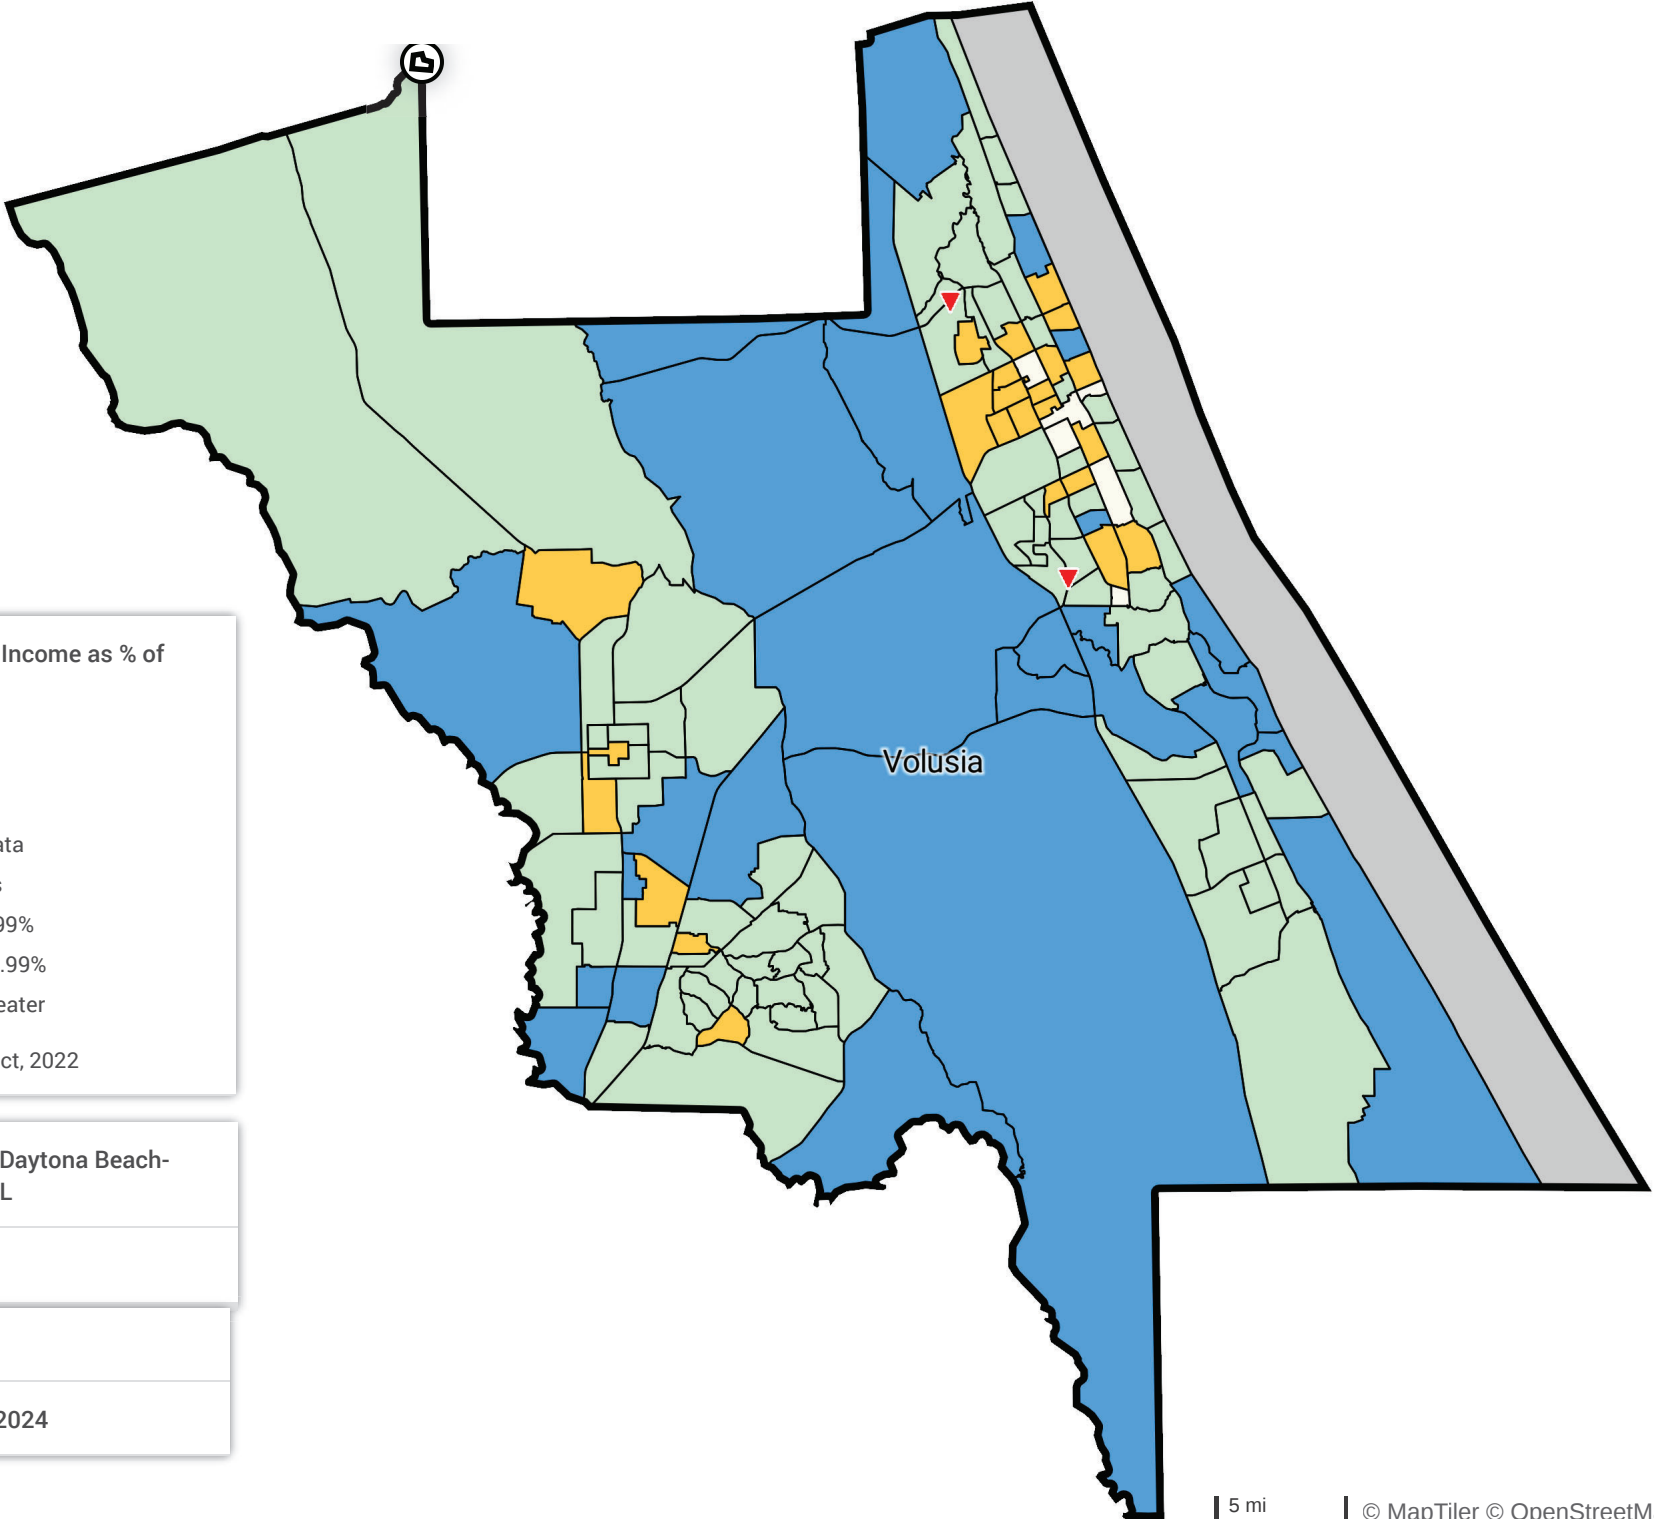 Income as % of
ata
s
99%
.99%
eater
ct, 2022
Daytona Beach-
L
2024
Volusia
5 mi
© MapTiler © OpenStreetM